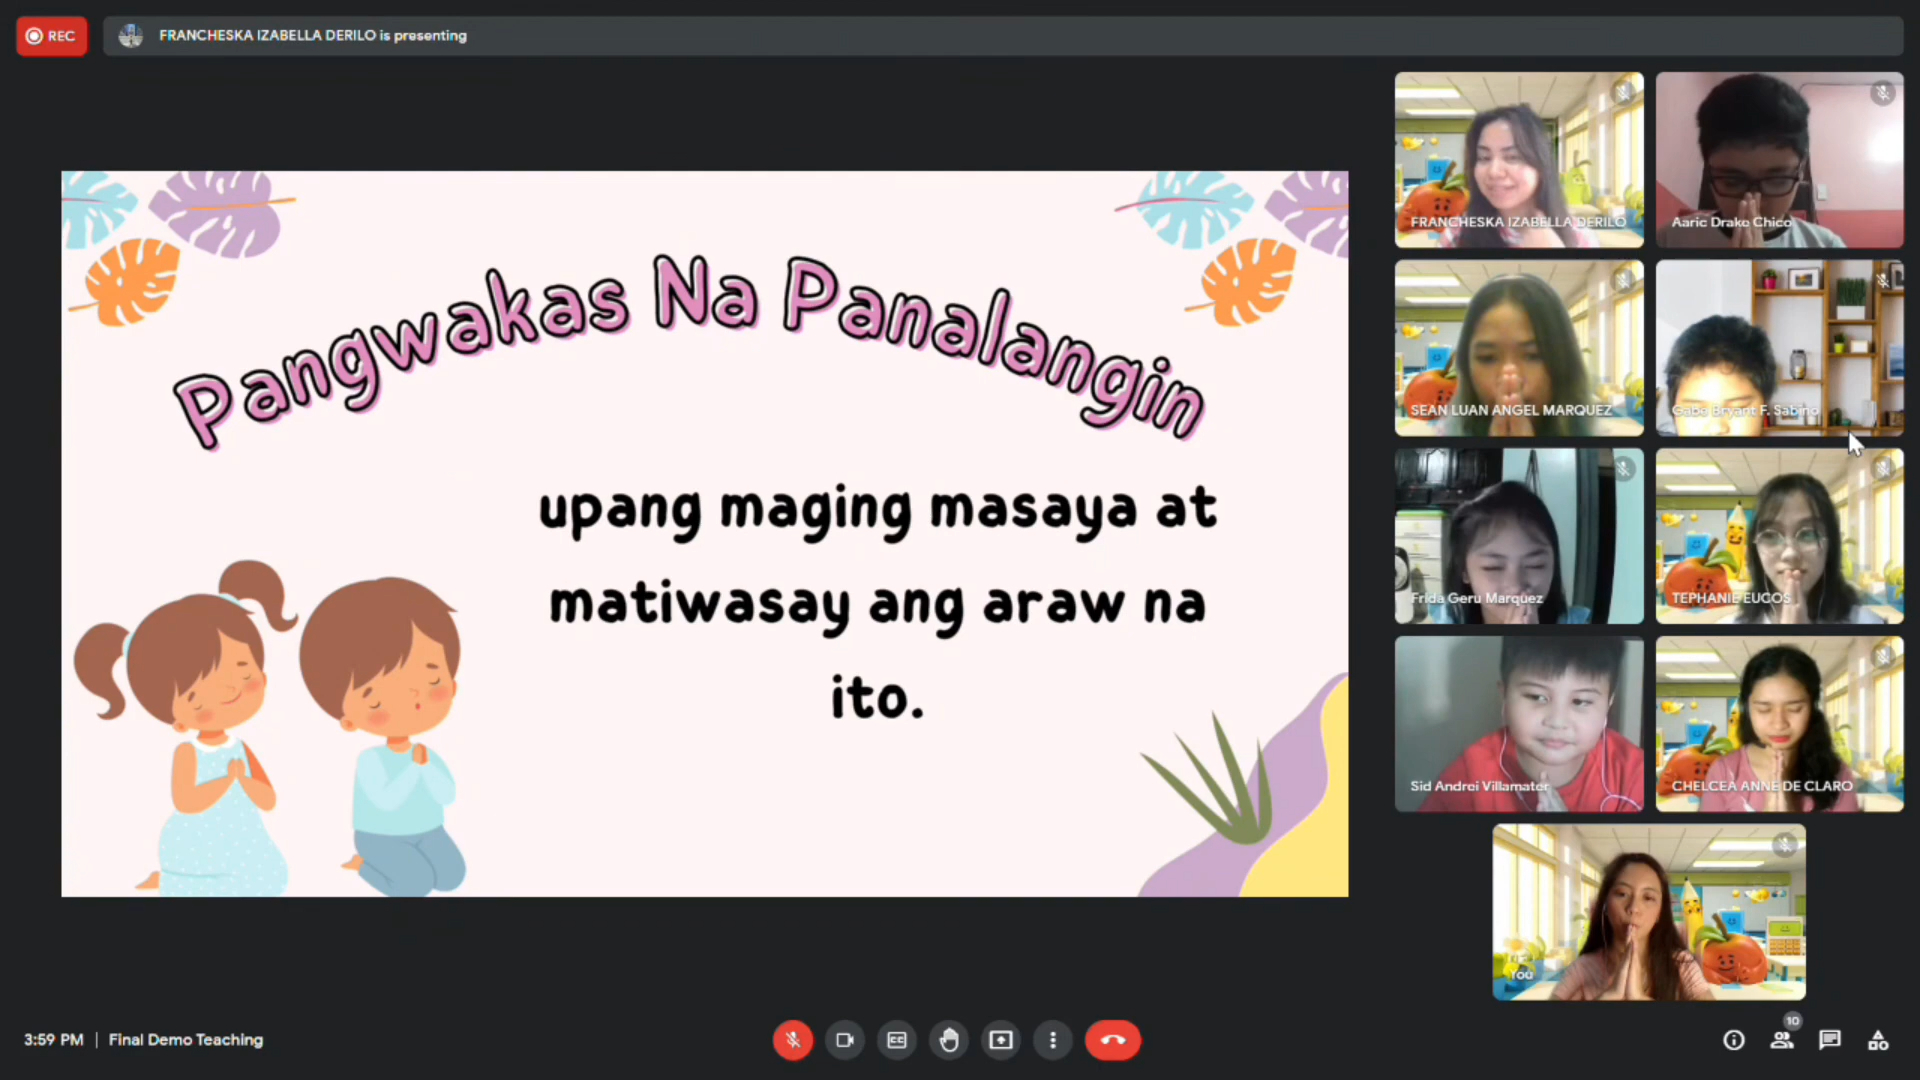 REC
FRANCHESKA IZABELLA DERILO is presenting
Pangwakas Na Panalangin
upang maging masaya at
matiwasay ang araw na
ito.
FRANCHESKA IZABELLA DERILO
Aaric Drake Chico
SEAN LUAN ANGEL MARQUEZ
Gabe Bryant F. Sabino
Frida Geru Marquez
TEPHANIE EUCOS
Sid Andrei Villamater
CHELCEA ANNE DE CLARO
YOU
3:59 PM | Final Demo Teaching
CC
10